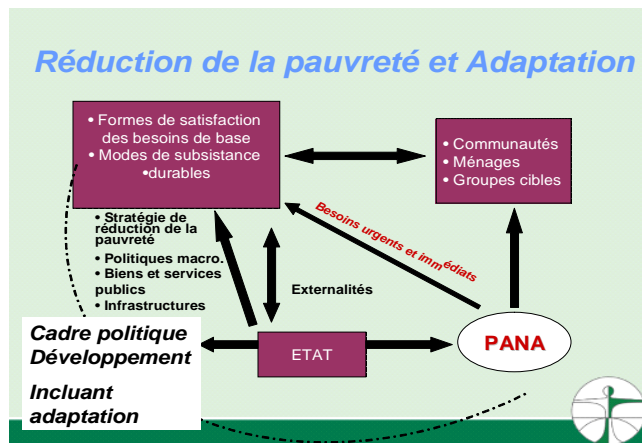 Réduction de la pauvreté et Adaptation
• Formes de satisfaction
des besoins de base
• Modes de subsistance
•durables
• Communautés
• Ménages
• Groupes cibles
• Stratégie de
réduction de la
pauvreté
• Politiques macro.
• Biens et services
publics
• Infrastructures
Besoins urgents et immédiats
Externalités
Cadre politique
Développement
Incluant
adaptation
ETAT
PANA